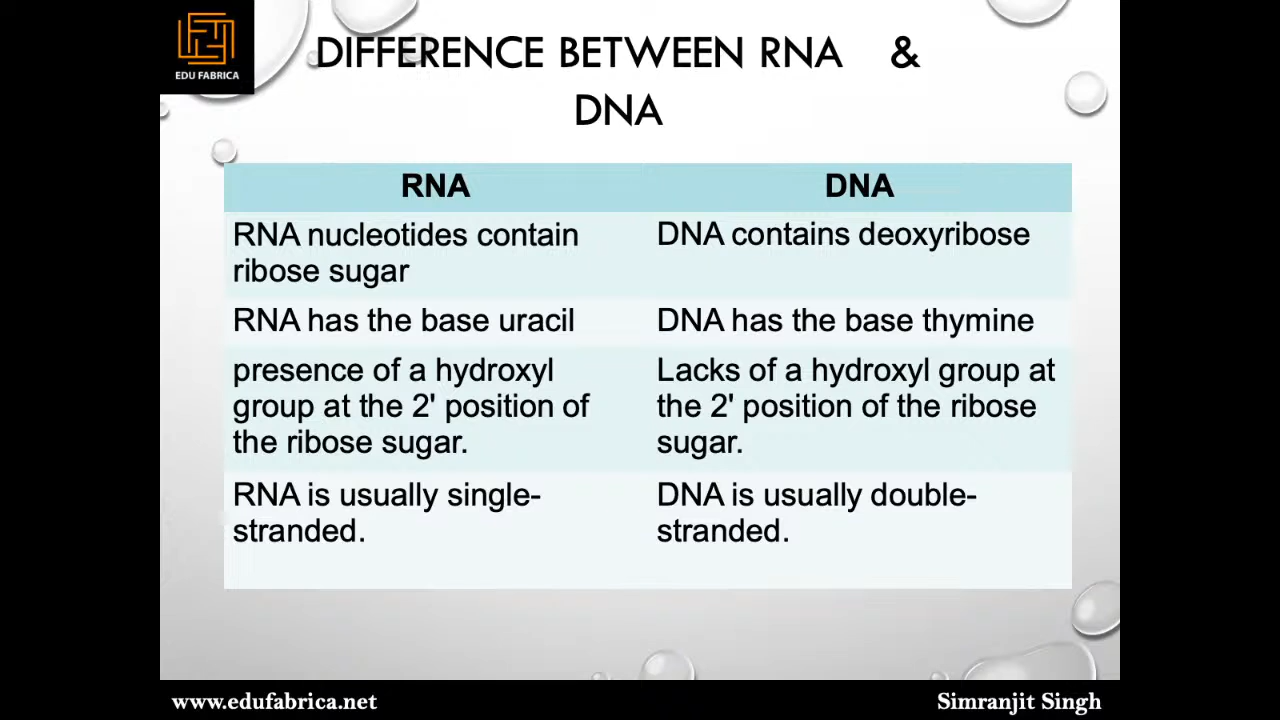 EDU FABRICA
DIFFERENCE BETWEEN RNA &
DNA
RNA
DNA
RNA nucleotides contain
ribose sugar
DNA contains deoxyribose
RNA has the base uracil
DNA has the base thymine
presence of a hydroxyl
group at the 2' position of
the ribose sugar.
Lacks of a hydroxyl group at
the 2' position of the ribose
sugar.
RNA is usually single-
stranded.
DNA is usually double-
stranded.
www.edufabrica.net
Simranjit Singh